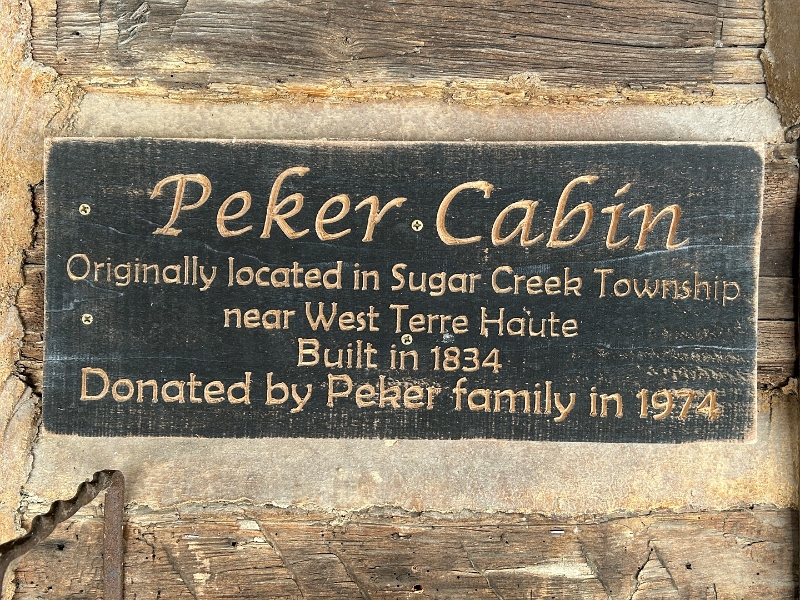 Peker Cabin
Originally located in Sugar Creek Township
near West Terre Haute
Built in 1834
Donated by Peker family in 1974